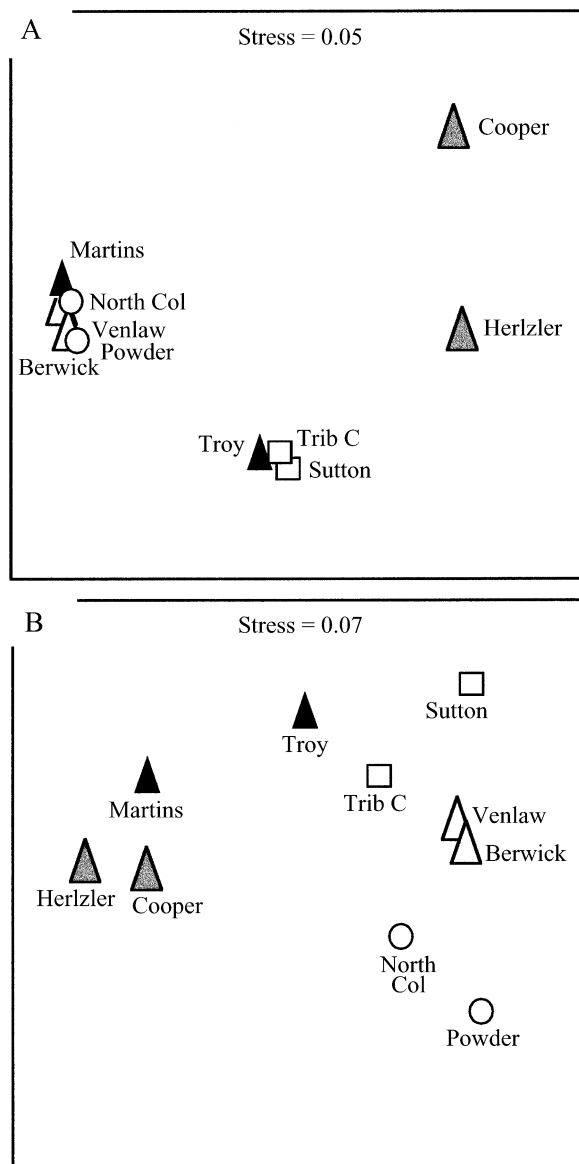 A
Stress = 0.05
Cooper
Martins
North Col
Herlzler
Venlaw
Powder
Berwick
Troy
Trib C
Sutton
B
Stress = 0.07
Sutton
Troy
Trib C
Martins
Venlaw
Berwick
Herlzler
Cooper
North
Col
Powder